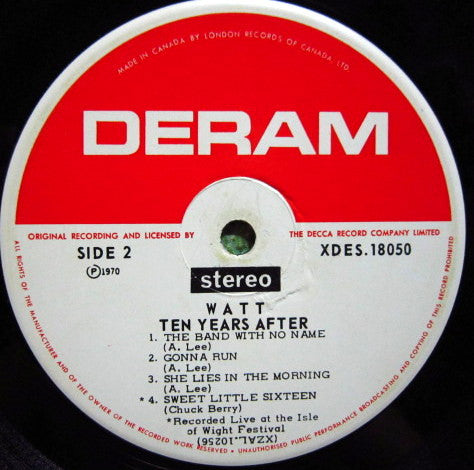 MADE IN CANADA BY LONDON RECORDS OF CANADA, LTD.
DERAM
ORIGINAL RECORDING AND LICENSED BY THE DECCA RECORD COMPANY LIMITED
SIDE 2
XDES.18050
Ⓟ1970
stereo
WATT
TEN YEARS AFTER
1. THE BAND WITH NO NAME
(A. Lee)
2. GONNA RUN
(A. Lee)
3. SHE LIES IN THE MORNING
(A. Lee)
* 4. SWEET LITTLE SIXTEEN
(Chuck Berry)
*Recorded Live at the Isle
of Wight Festival
(XZAL.10256)
ALL RIGHTS OF THE MANUFACTURER AND OF THE OWNER OF THE RECORDED WORK RESERVED — UNAUTHORISED PUBLIC PERFORMANCE BROADCASTING AND COPYING OF THIS RECORD PROHIBITED